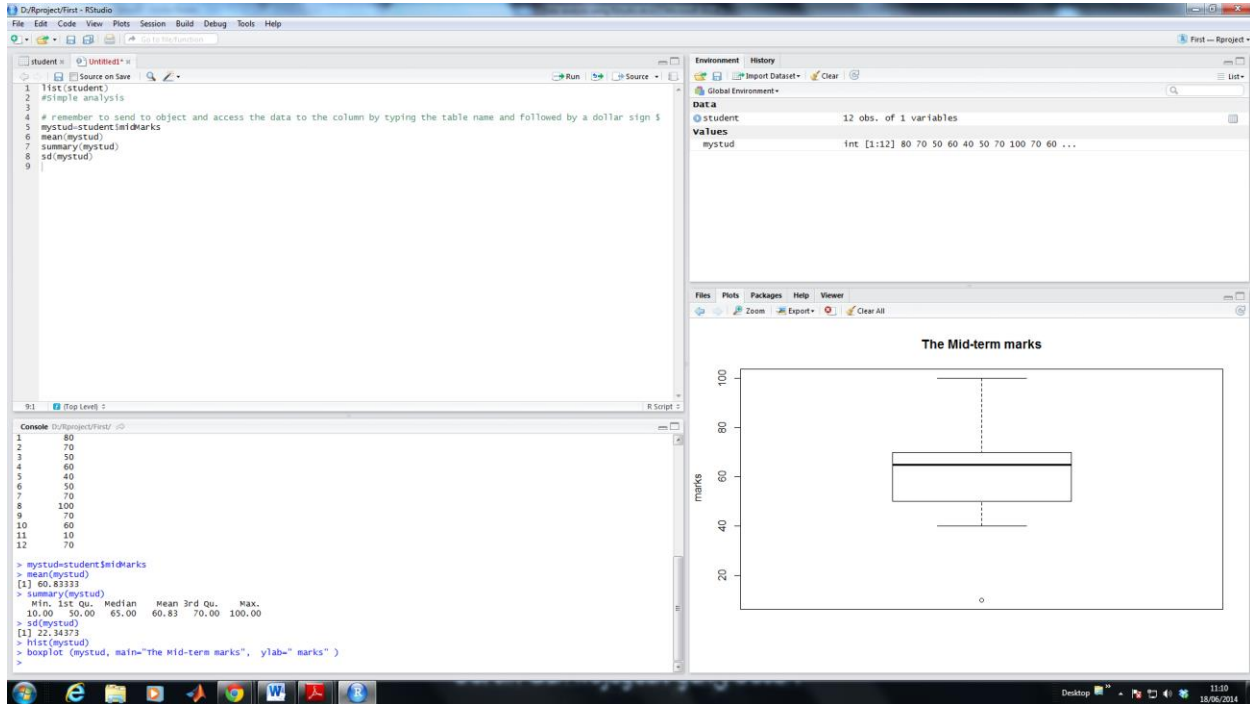 D:/Rproject/First - RStudio
File Edit Code View Plots Session Build Debug Tools Help
Go to file/function
First — Rproject
student
Untitled1*
Source on Save
Run
Source
1 list(student)
2 #Simple analysis
3
4 # remember to send to object and access the data to the column by typing the table name and followed by a dollar sign $
5 mystud=student$midMarks
6 mean(mystud)
7 summary(mystud)
8 sd(mystud)
9
9:1 (Top Level) R Script
Console D:/Rproject/First/
1 80
2 70
3 50
4 60
5 40
6 50
7 70
8 100
9 70
10 60
11 10
12 70
> mystud=student$midMarks
> mean(mystud)
[1] 60.83333
> summary(mystud)
Min. 1st Qu. Median Mean 3rd Qu. Max.
10.00 50.00 65.00 60.83 70.00 100.00
> sd(mystud)
[1] 22.34373
> hist(mystud)
> boxplot (mystud, main="The Mid-term marks", ylab=" marks" )
>
Environment History
Import Dataset Clear List
Global Environment
Data
student 12 obs. of 1 variables
Values
mystud int [1:12] 80 70 50 60 40 50 70 100 70 60 ...
Files Plots Packages Help Viewer
Zoom Export Clear All
The Mid-term marks
marks
100
80
60
40
20
Desktop
11:10
18/06/2014